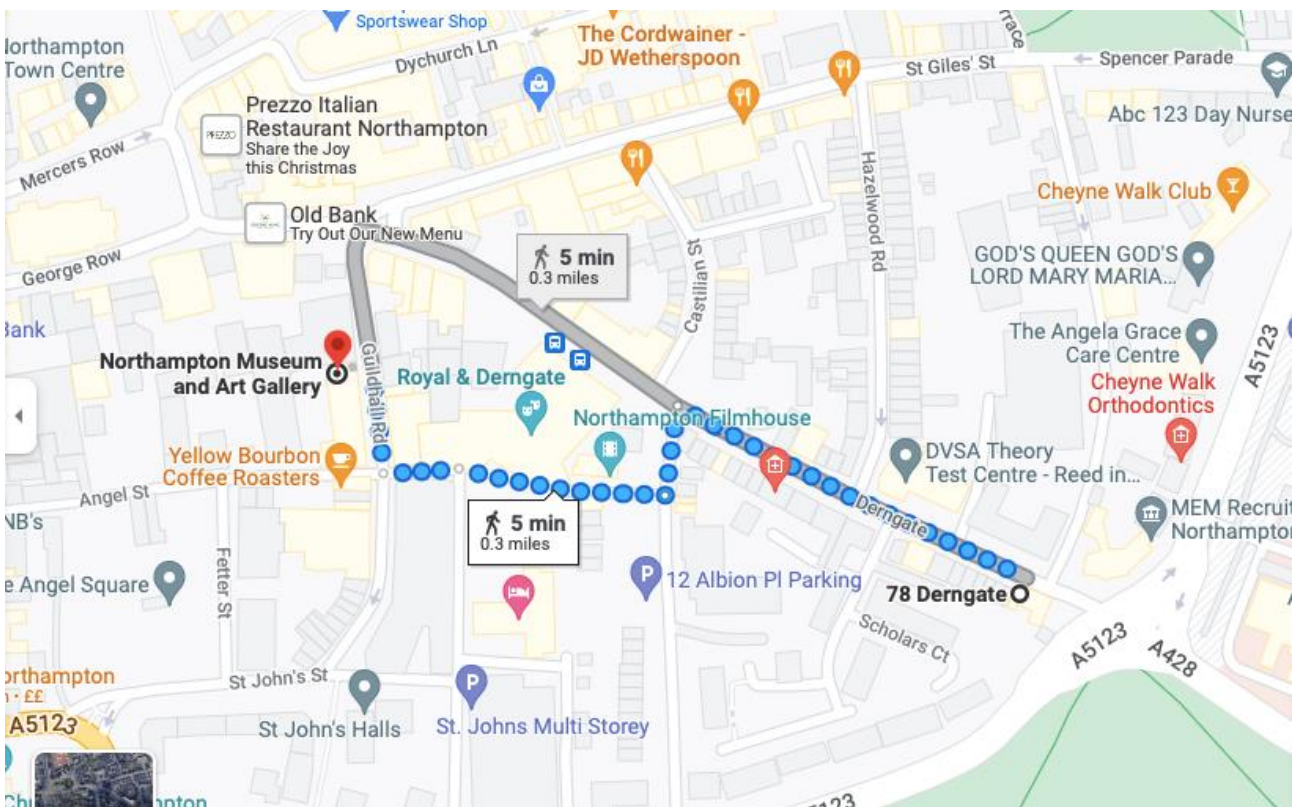 Sportswear Shop
The Cordwainer -
JD Wetherspoon
Northampton
Town Centre
Dychurch Ln
St Giles' St
Spencer Parade
Abc 123 Day Nurse
Prezzo Italian
Restaurant Northampton
Share the Joy
this Christmas
PREZZO
Mercers Row
Hazelwood Rd
Cheyne Walk Club
Old Bank
Try Out Our New Menu
George Row
5 min
0.3 miles
Castilian St
GOD'S QUEEN GOD'S
LORD MARY MARIA...
Bank
The Angela Grace
Care Centre
A5123
Northampton Museum
and Art Gallery
Guildhall Rd
Royal & Derngate
Cheyne Walk
Orthodontics
Northampton Filmhouse
Yellow Bourbon
Coffee Roasters
DVSA Theory
Test Centre - Reed in...
Angel St
NB's
Derngate
MEM Recruit
Northampton
5 min
0.3 miles
e Angel Square
Fetter St
P
12 Albion Pl Parking
78 Derngate
Scholars Ct
A5123
A428
orthampton
· ££
St John's St
P
A5123
St John's Halls
St. Johns Multi Storey
A5123